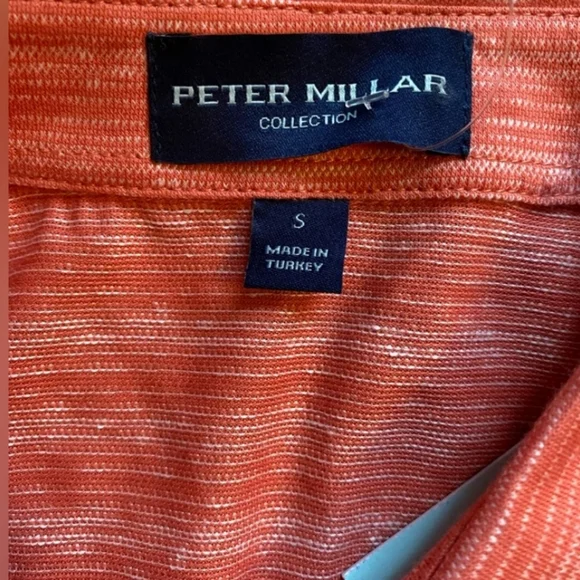 PETER MILLAR
COLLECTION
S
MADE IN
TURKEY